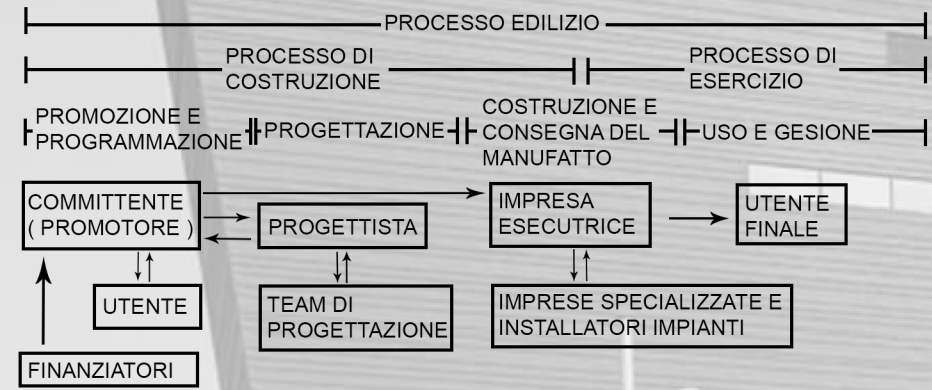 PROCESSO EDILIZIO
PROCESSO DI
COSTRUZIONE
PROCESSO DI
ESERCIZIO
PROMOZIONE E
PROGRAMMAZIONE
PROGETTAZIONE
COSTRUZIONE E
CONSEGNA DEL
MANUFATTO
USO E GESIONE
COMMITTENTE
( PROMOTORE )
PROGETTISTA
IMPRESA
ESECUTRICE
UTENTE
FINALE
UTENTE
TEAM DI
PROGETTAZIONE
IMPRESE SPECIALIZZATE E
INSTALLATORI IMPIANTI
FINANZIATORI